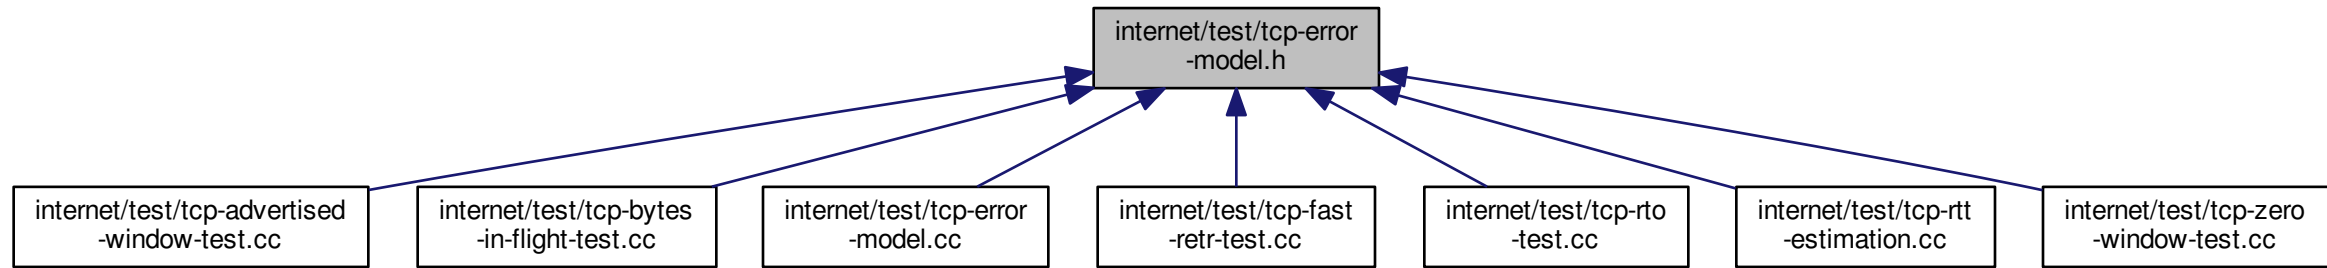 internet/test/tcp-error
-model.h
internet/test/tcp-advertised
-window-test.cc
internet/test/tcp-bytes
-in-flight-test.cc
internet/test/tcp-error
-model.cc
internet/test/tcp-fast
-retr-test.cc
internet/test/tcp-rto
-test.cc
internet/test/tcp-rtt
-estimation.cc
internet/test/tcp-zero
-window-test.cc